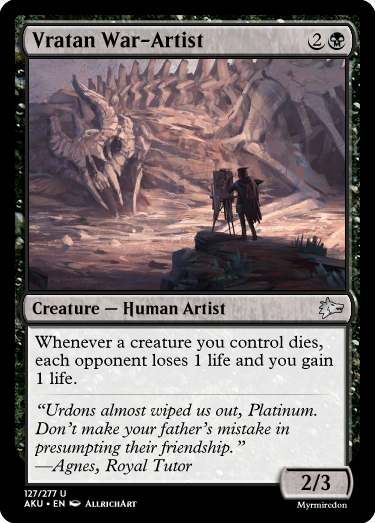 Vratan War-Artist 2
Creature — Human Artist
Whenever a creature you control dies,
each opponent loses 1 life and you gain
1 life.
“Urdons almost wiped us out, Platinum.
Don’t make your father’s mistake in
presumpting their friendship.”
—Agnes, Royal Tutor
2/3
127/277 U
AKU • EN AllrichArt
Myrmiredon